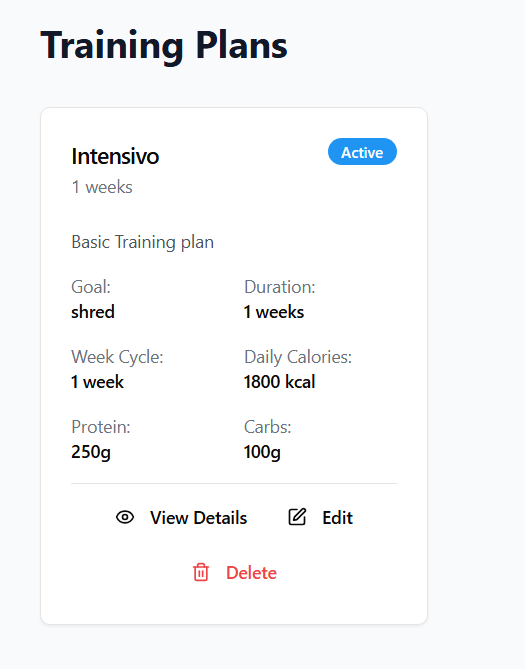 Training Plans
Intensivo
Active
1 weeks
Basic Training plan
Goal:
Duration:
shred
1 weeks
Week Cycle:
Daily Calories:
1 week
1800 kcal
Protein:
Carbs:
250g
100g
View Details
Edit
Delete